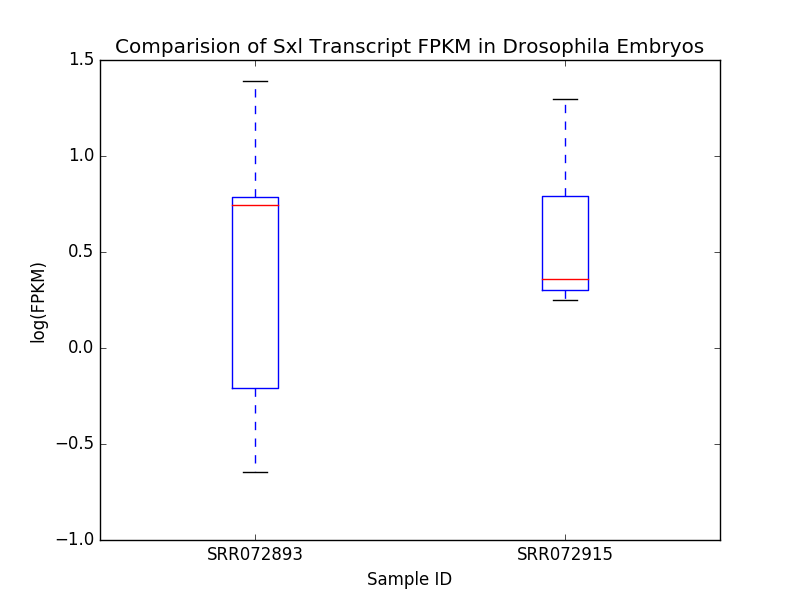 Comparision of Sxl Transcript FPKM in Drosophila Embryos
1.5
1.0
0.5
0.0
−0.5
−1.0
log(FPKM)
SRR072893 SRR072915
Sample ID